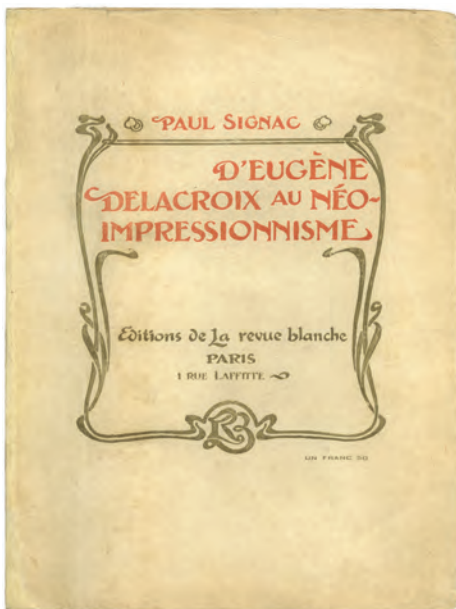 PAUL SIGNAC
D'EUGÈNE
DELACROIX AU NÉO-
IMPRESSIONNISME
Editions de La revue blanche
PARIS
1 RUE LAFFITTE
LRB
UN FRANC 50